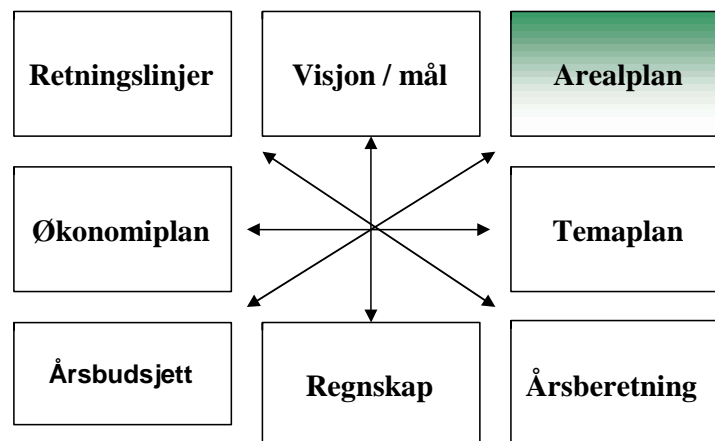 Retningslinjer
Visjon / mål
Arealplan
Økonomiplan
Temaplan
Årsbudsjett
Regnskap
Årsberetning